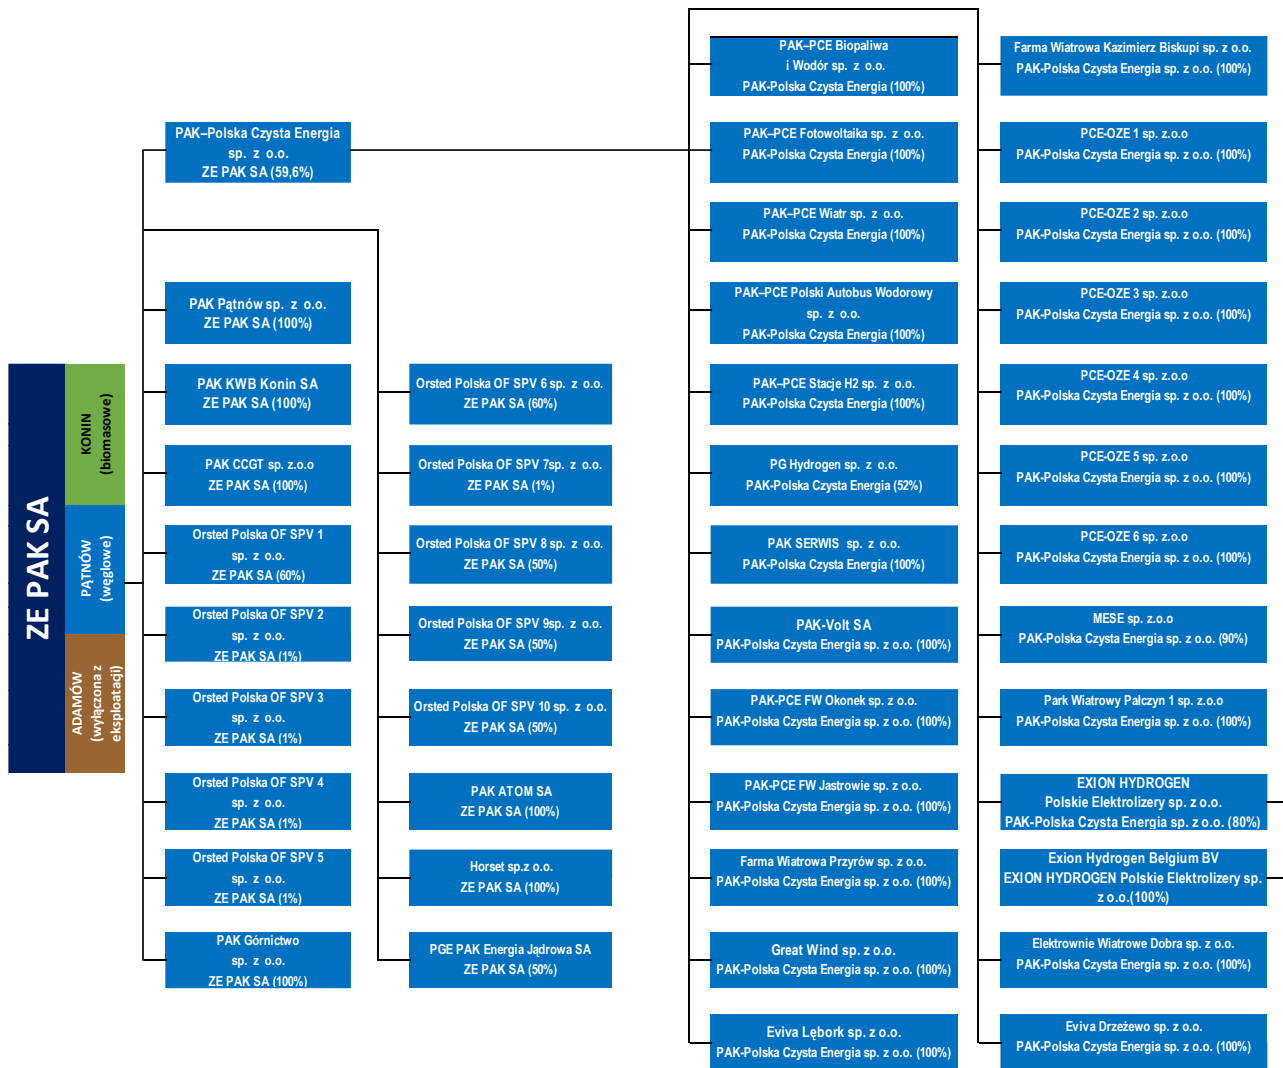 ZE PAK SA
KONIN
(biomasowe)
PĄTNÓW
(węglowe)
ADAMÓW
(wyłączona z
eksploatacji)
PAK–Polska Czysta Energia
sp. z o.o.
ZE PAK SA (59,6%)
PAK Pątnów sp. z o.o.
ZE PAK SA (100%)
PAK KWB Konin SA
ZE PAK SA (100%)
PAK CCGT sp. z.o.o
ZE PAK SA (100%)
Orsted Polska OF SPV 1
sp. z o.o.
ZE PAK SA (60%)
Orsted Polska OF SPV 2
sp. z o.o.
ZE PAK SA (1%)
Orsted Polska OF SPV 3
sp. z o.o.
ZE PAK SA (1%)
Orsted Polska OF SPV 4
sp. z o.o.
ZE PAK SA (1%)
Orsted Polska OF SPV 5
sp. z o.o.
ZE PAK SA (1%)
PAK Górnictwo
sp. z o.o.
ZE PAK SA (100%)
Orsted Polska OF SPV 6 sp. z o.o.
ZE PAK SA (60%)
Orsted Polska OF SPV 7sp. z o.o.
ZE PAK SA (1%)
Orsted Polska OF SPV 8 sp. z o.o.
ZE PAK SA (50%)
Orsted Polska OF SPV 9sp. z o.o.
ZE PAK SA (50%)
Orsted Polska OF SPV 10 sp. z o.o.
ZE PAK SA (50%)
PAK ATOM SA
ZE PAK SA (100%)
Horset sp.z o.o.
ZE PAK SA (100%)
PGE PAK Energia Jądrowa SA
ZE PAK SA (50%)
PAK–PCE Biopaliwa
i Wodór sp. z o.o.
PAK-Polska Czysta Energia (100%)
PAK–PCE Fotowoltaika sp. z o.o.
PAK-Polska Czysta Energia (100%)
PAK–PCE Wiatr sp. z o.o.
PAK-Polska Czysta Energia (100%)
PAK–PCE Polski Autobus Wodorowy
sp. z o.o.
PAK-Polska Czysta Energia (100%)
PAK–PCE Stacje H2 sp. z o.o.
PAK-Polska Czysta Energia (100%)
PG Hydrogen sp. z o.o.
PAK-Polska Czysta Energia (52%)
PAK SERWIS sp. z o.o.
PAK-Polska Czysta Energia (100%)
PAK-Volt SA
PAK-Polska Czysta Energia sp. z o.o. (100%)
PAK-PCE FW Okonek sp. z o.o.
PAK-Polska Czysta Energia sp. z o.o. (100%)
PAK-PCE FW Jastrowie sp. z o.o.
PAK-Polska Czysta Energia sp. z o.o. (100%)
Farma Wiatrowa Przyrów sp. z o.o.
PAK-Polska Czysta Energia sp. z o.o. (100%)
Great Wind sp. z o.o.
PAK-Polska Czysta Energia sp. z o.o. (100%)
Eviva Lębork sp. z o.o.
PAK-Polska Czysta Energia sp. z o.o. (100%)
Farma Wiatrowa Kazimierz Biskupi sp. z o.o.
PAK-Polska Czysta Energia sp. z o.o. (100%)
PCE-OZE 1 sp. z.o.o
PAK-Polska Czysta Energia sp. z o.o. (100%)
PCE-OZE 2 sp. z.o.o
PAK-Polska Czysta Energia sp. z o.o. (100%)
PCE-OZE 3 sp. z.o.o
PAK-Polska Czysta Energia sp. z o.o. (100%)
PCE-OZE 4 sp. z.o.o
PAK-Polska Czysta Energia sp. z o.o. (100%)
PCE-OZE 5 sp. z.o.o
PAK-Polska Czysta Energia sp. z o.o. (100%)
PCE-OZE 6 sp. z.o.o
PAK-Polska Czysta Energia sp. z o.o. (100%)
MESE sp. z.o.o
PAK-Polska Czysta Energia sp. z o.o. (90%)
Park Wiatrowy Pałczyn 1 sp. z.o.o
PAK-Polska Czysta Energia sp. z o.o. (100%)
EXION HYDROGEN
Polskie Elektrolizery sp. z o.o.
PAK-Polska Czysta Energia sp. z o.o. (80%)
Exion Hydrogen Belgium BV
EXION HYDROGEN Polskie Elektrolizery sp.
z o.o.(100%)
Elektrownie Wiatrowe Dobra sp. z o.o.
PAK-Polska Czysta Energia sp. z o.o. (100%)
Eviva Drzeżewo sp. z o.o.
PAK-Polska Czysta Energia sp. z o.o. (100%)